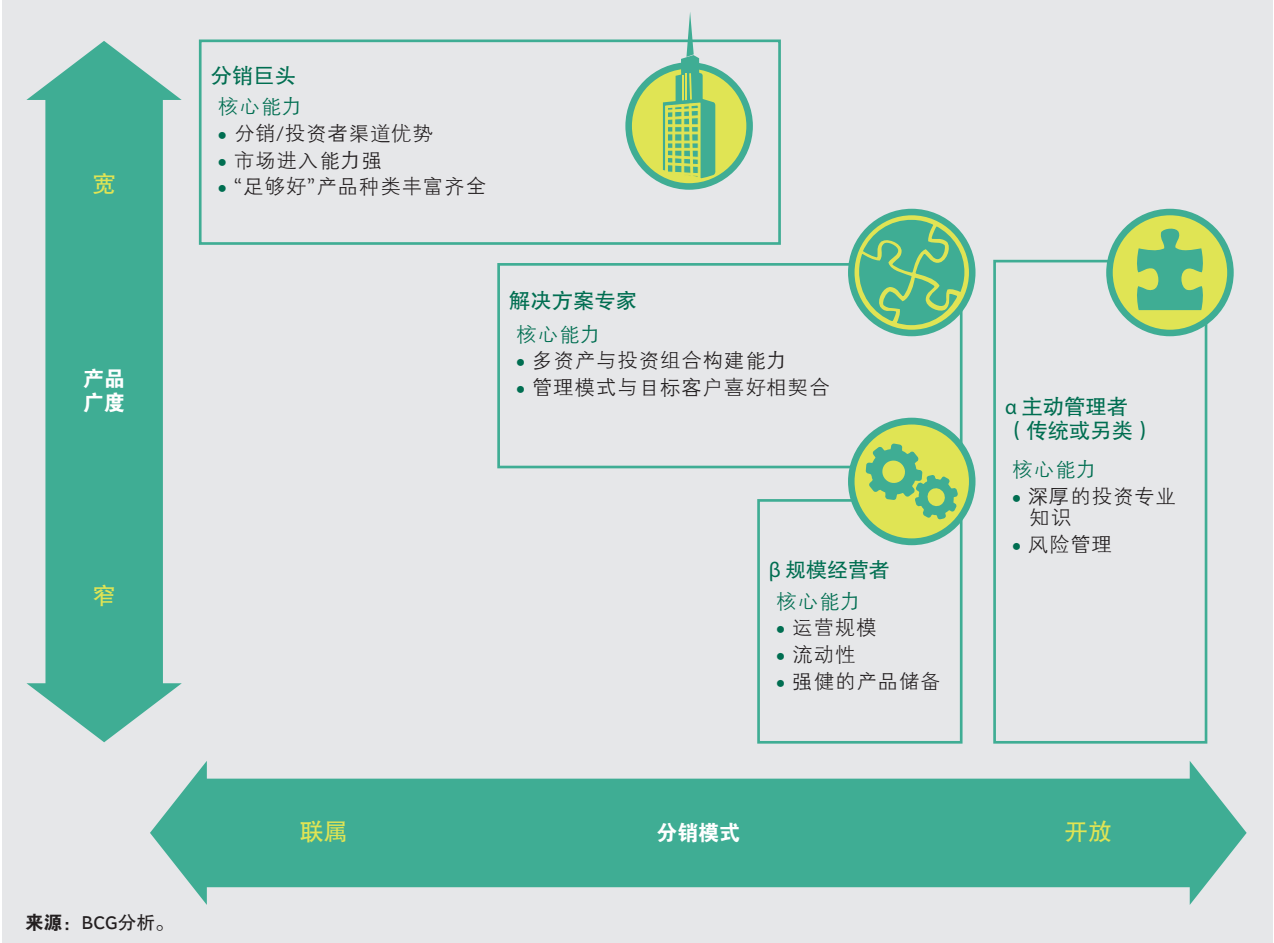 分销巨头
核心能力
• 分销/投资者渠道优势
• 市场进入能力强
• “足够好”产品种类丰富齐全
宽
产品
广度
窄
解决方案专家
核心能力
• 多资产与投资组合构建能力
• 管理模式与目标客户喜好相契合
α 主动管理者
（传统或另类）
核心能力
• 深厚的投资专业
知识
• 风险管理
β 规模经营者
核心能力
• 运营规模
• 流动性
• 强健的产品储备
联属
分销模式
开放
来源：BCG分析。